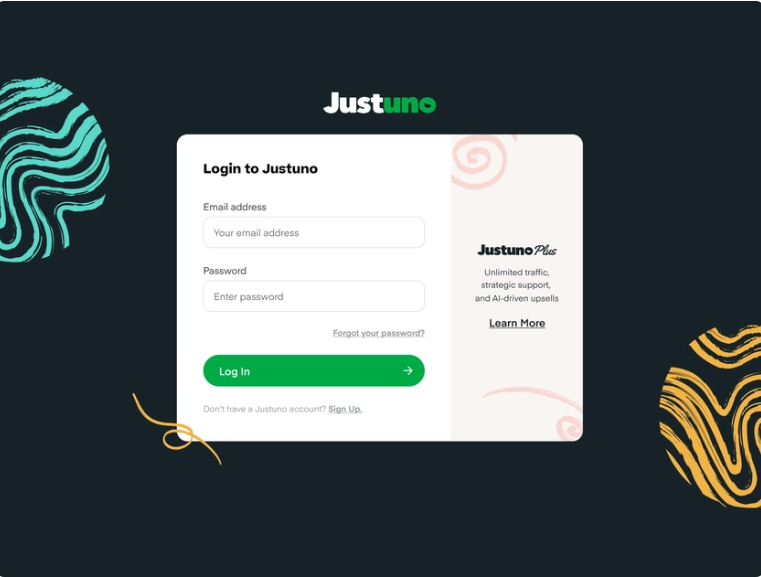 Justuno
Login to Justuno
Email address
Your email address
Password
Enter password
Forgot your password?
Log In
Don't have a Justuno account? Sign Up.
Justuno Plus
Unlimited traffic,
strategic support,
and AI-driven upsells
Learn More